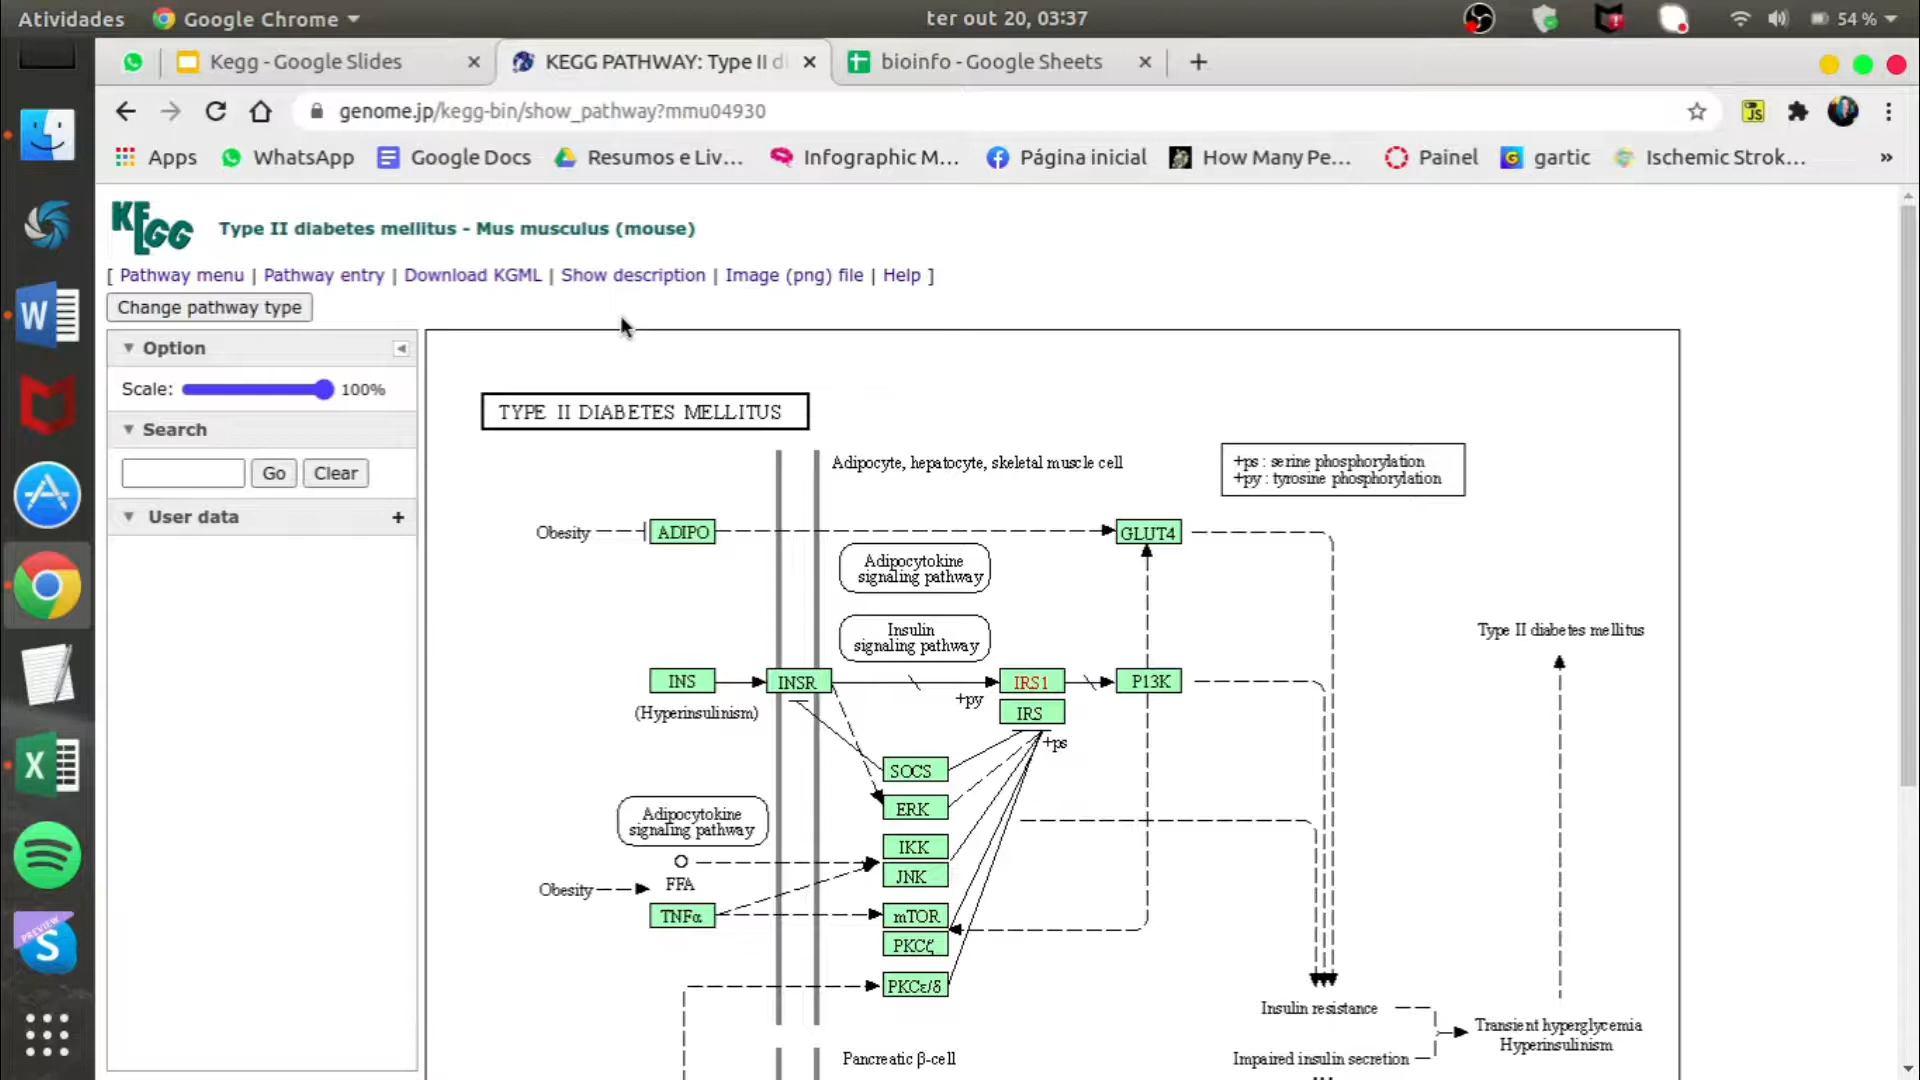 Atividades Google Chrome ter out 20, 03:37 54 %
Kegg - Google Slides KEGG PATHWAY: Type II di bioinfo - Google Sheets
genome.jp/kegg-bin/show_pathway?mmu04930
JS
Apps WhatsApp Google Docs Resumos e Liv... Infographic M... Página inicial How Many Pe... Painel gartic Ischemic Strok... »
KEGG Type II diabetes mellitus - Mus musculus (mouse)
[ Pathway menu | Pathway entry | Download KGML | Show description | Image (png) file | Help ]
Change pathway type
Option
Scale: 100%
Search
Go Clear
User data +
TYPE II DIABETES MELLITUS
Adipocyte, hepatocyte, skeletal muscle cell
+ps : serine phosphorylation
+py : tyrosine phosphorylation
Obesity ADIPO GLUT4
Adipocytokine
signaling pathway
Insulin
signaling pathway
Type II diabetes mellitus
INS INSR IRS1 P13K
+py
(Hyperinsulinism) IRS
+ps
SOCS
ERK
Adipocytokine
signaling pathway
IKK
JNK
Obesity FFA
TNFα mTOR
PKCζ
PKCε/δ
Insulin resistance
Transient hyperglycemia
Hyperinsulinism
Impaired insulin secretion
Pancreatic β-cell
PREVIEW